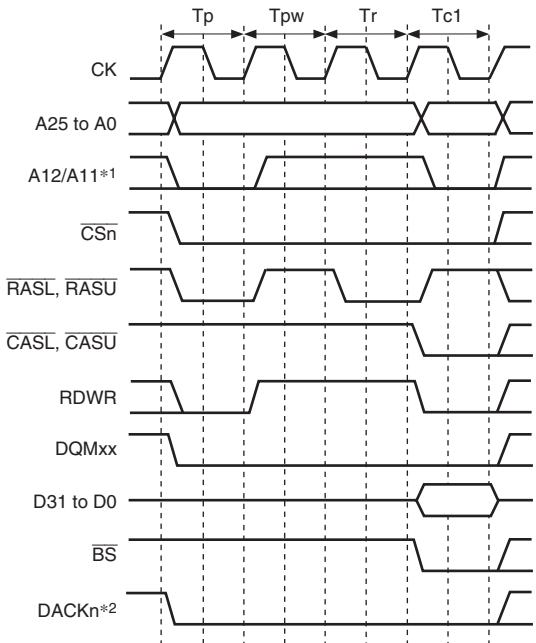 Tp Tpw Tr Tc1
CK
A25 to A0
A12/A11*1
CSn
RASL, RASU
CASL, CASU
RDWR
DQMxx
D31 to D0
BS
DACKn*2